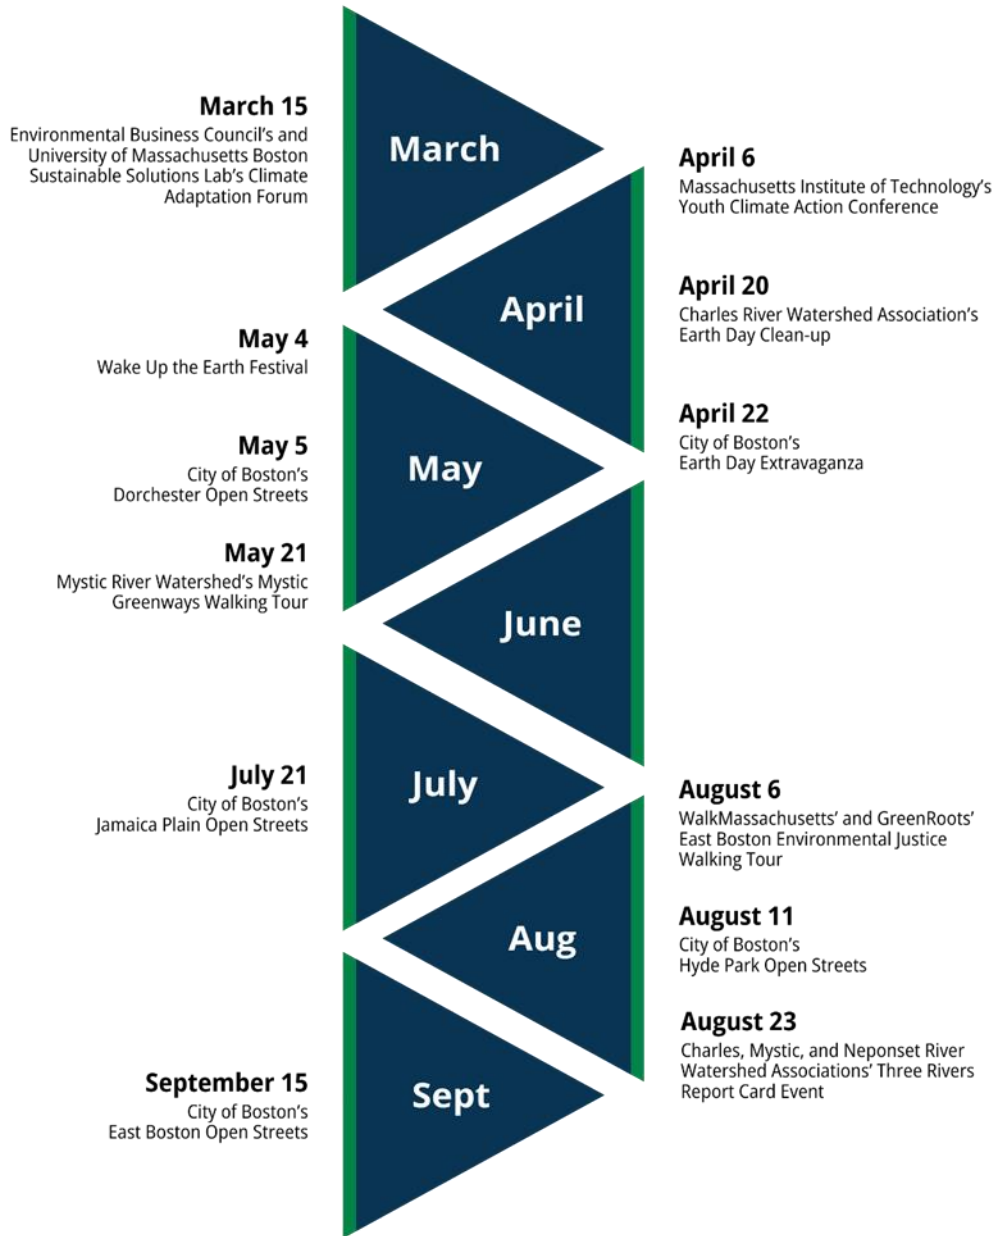 March
March 15
Environmental Business Council's and
University of Massachusetts Boston
Sustainable Solutions Lab's Climate
Adaptation Forum
April
April 6
Massachusetts Institute of Technology's
Youth Climate Action Conference
April 20
Charles River Watershed Association's
Earth Day Clean-up
April 22
City of Boston's
Earth Day Extravaganza
May
May 4
Wake Up the Earth Festival
May 5
City of Boston's
Dorchester Open Streets
May 21
Mystic River Watershed's Mystic
Greenways Walking Tour
June
July
July 21
City of Boston's
Jamaica Plain Open Streets
Aug
August 6
WalkMassachusetts' and GreenRoots'
East Boston Environmental Justice
Walking Tour
August 11
City of Boston's
Hyde Park Open Streets
August 23
Charles, Mystic, and Neponset River
Watershed Associations' Three Rivers
Report Card Event
Sept
September 15
City of Boston's
East Boston Open Streets